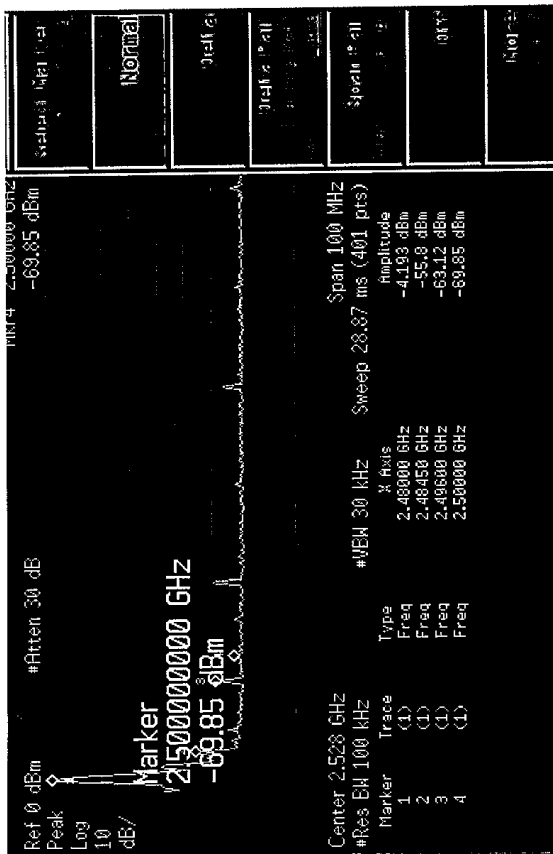 Mkr4 2.50000 GHz
Ref 0 dBm #Atten 30 dB -69.85 dBm
Peak
Log
10
dB/
Marker
2.500000000 GHz
-69.85 dBm
Center 2.528 GHz Span 100 MHz
#Res BW 100 kHz #VBW 30 kHz Sweep 28.87 ms (401 pts)
Marker Trace Type X Axis Amplitude
1 (1) Freq 2.48000 GHz -4.193 dBm
2 (1) Freq 2.48450 GHz -55.8 dBm
3 (1) Freq 2.49600 GHz -63.12 dBm
4 (1) Freq 2.50000 GHz -69.85 dBm
Normal